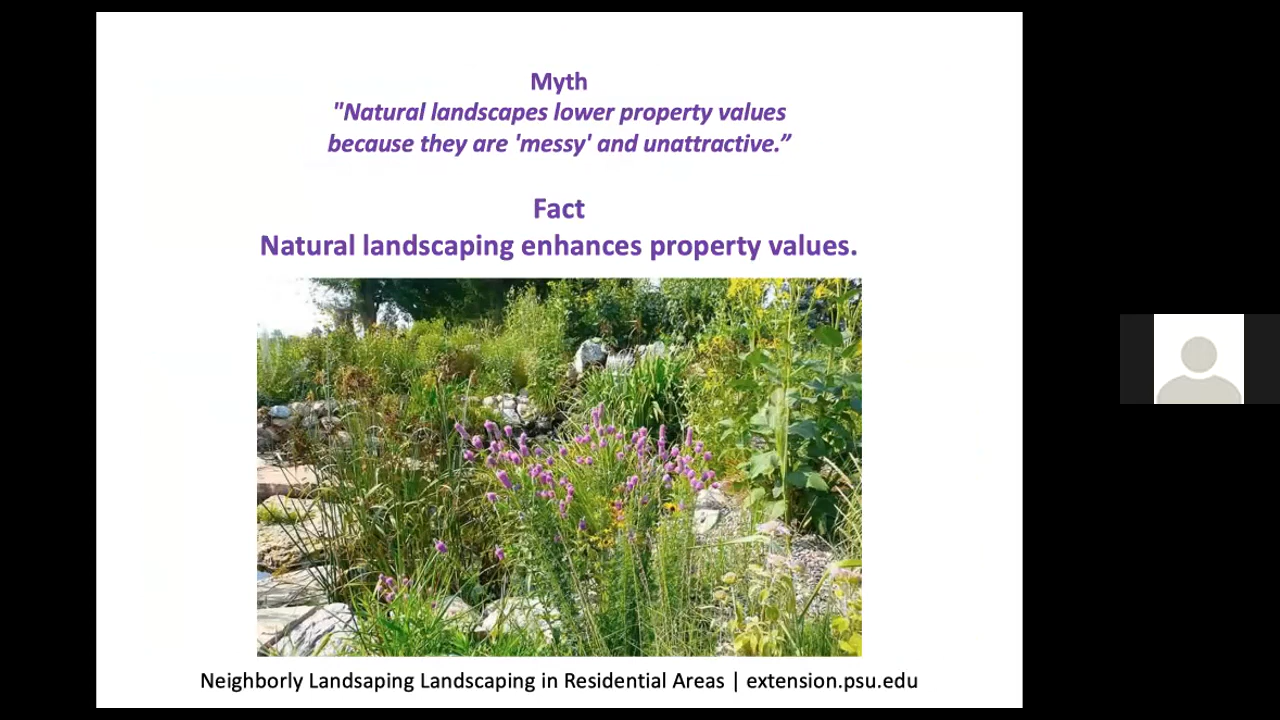 Myth
"Natural landscapes lower property values
because they are 'messy' and unattractive.”
Fact
Natural landscaping enhances property values.
Neighborly Landsaping Landscaping in Residential Areas | extension.psu.edu